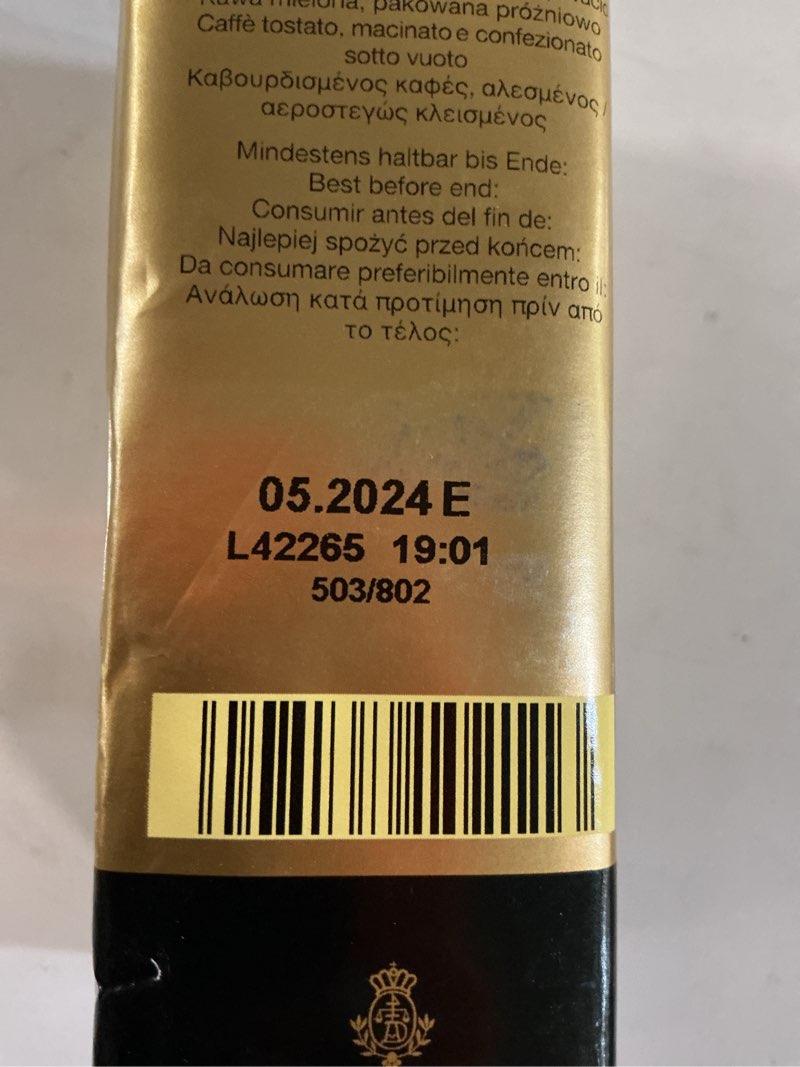 Kawa mielona, pakowana próżniowo
Caffè tostato, macinato e confezionato
sotto vuoto
Καβουρδισμένος καφές, αλεσμένος /
αεροστεγώς κλεισμένος
Mindestens haltbar bis Ende:
Best before end:
Consumir antes del fin de:
Najlepiej spożyć przed końcem:
Da consumare preferibilmente entro il:
Ανάλωση κατά προτίμηση πρίν από
το τέλος:
05.2024 E
L42265 19:01
503/802